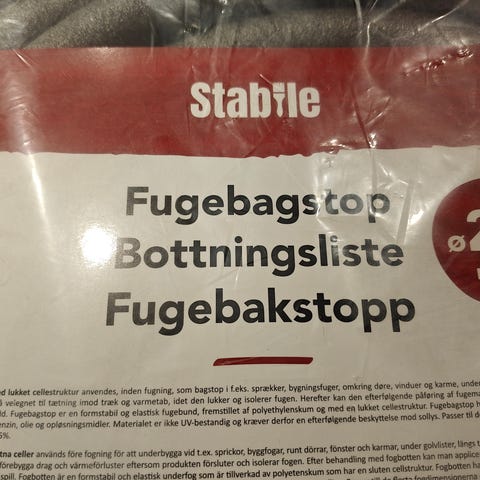 Stabile
Fugebagstop
Bottningsliste
Fugebakstopp
ø2
lukket cellestruktur anvendes, inden fugning, som bagstop i f.eks. sprækker, bygningsfuger, omkring døre, vinduer og karme, under
velegnet til tætning imod træk og varmetab, idet den lukker og isolerer fugen. Herefter kan den efterfølgende påføring af fugema
Fugebagstop er en formstabil og elastisk fugebund, fremstillet af polyethylenskum og med en lukket cellestruktur. Fugebagstop h
enzin, olie og opløsningsmidler. Materialet er ikke UV-bestandig og kræver derfor en efterfølgende beskyttelse mod sollys. Passer til d
5%.
tna celler används före fogning för att underbygga vid t.ex. sprickor, byggfogar, runt dörrar, fönster och karmar, under golvlister, längs t
förebygga drag och värmeförluster eftersom produkten försluter och isolerar fogen. Efter behandling med fogbotten kan man applice
spill. Fogbotten är en formstabil och elastisk underfog som är tillverkad av polyetenskum som har en sluten cellstruktur. Fogbotten ha